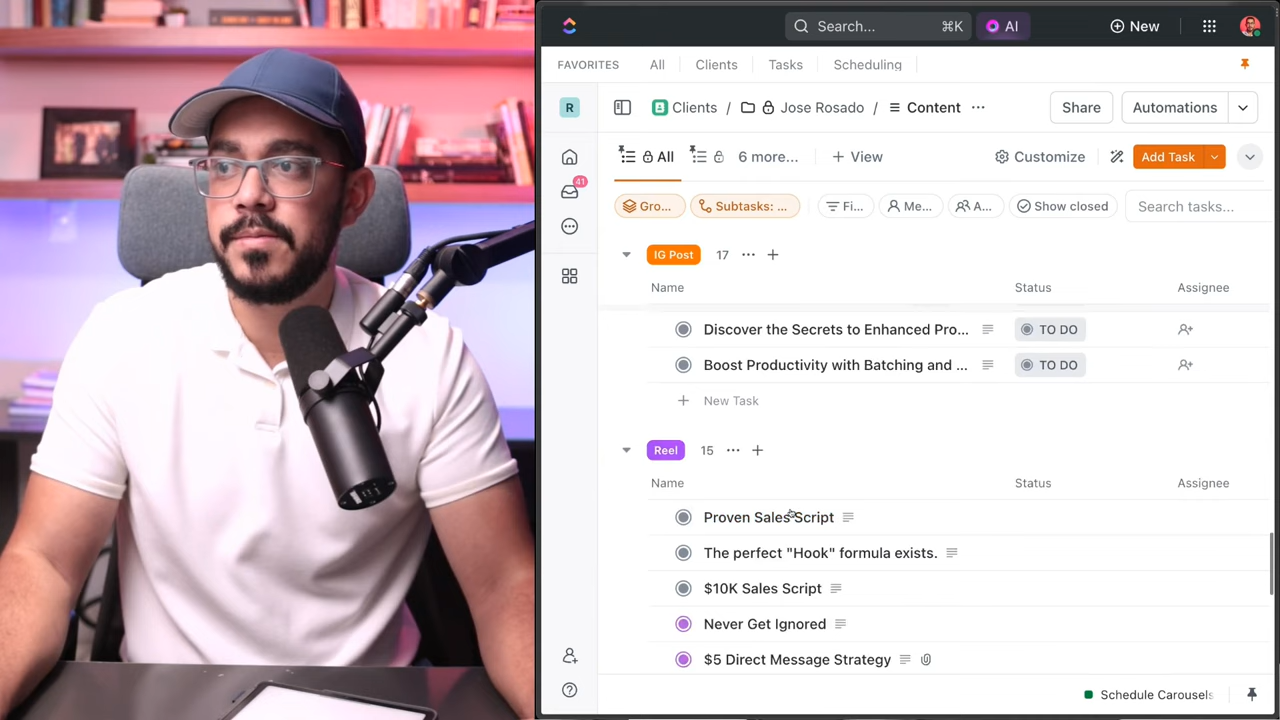 Search... ⌘K AI New
FAVORITES All Clients Tasks Scheduling
R Clients / Jose Rosado / Content ... Share Automations
All 6 more... + View Customize Add Task
41
Gro... Subtasks: ... Fi... Me... A... Show closed Search tasks...
IG Post 17 ... +
Name Status Assignee
Discover the Secrets to Enhanced Pro... TO DO
Boost Productivity with Batching and ... TO DO
+ New Task
Reel 15 ... +
Name Status Assignee
Proven Sales Script
The perfect "Hook" formula exists.
$10K Sales Script
Never Get Ignored
$5 Direct Message Strategy
Schedule Carousels